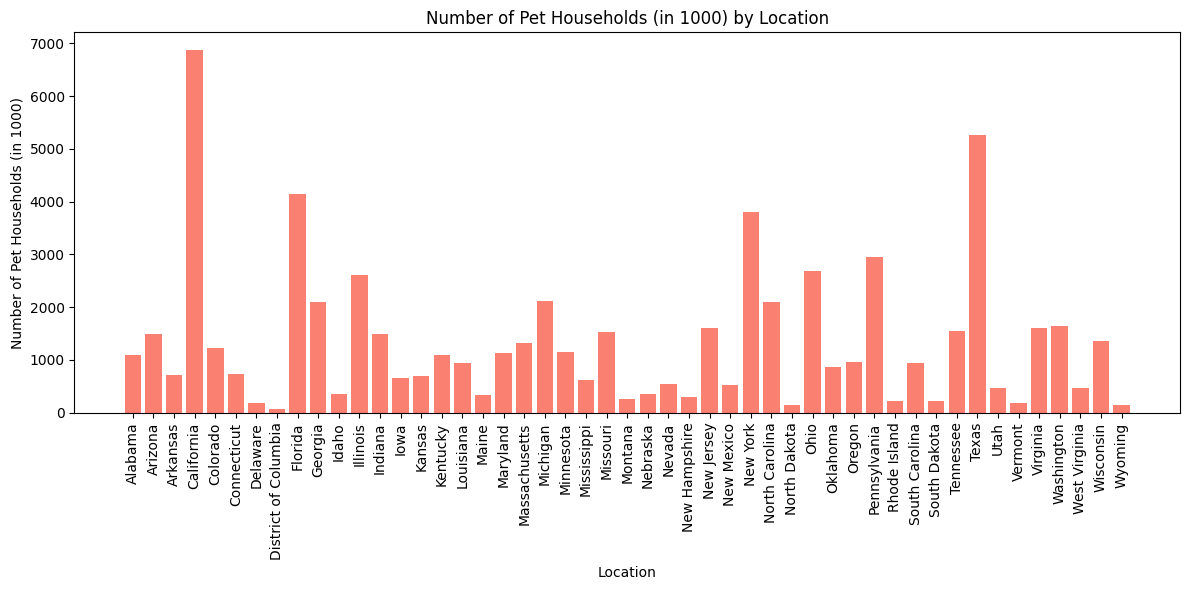 Number of Pet Households (in 1000) by Location
Number of Pet Households (in 1000)
7000
6000
5000
4000
3000
2000
1000
0
Alabama
Arizona
Arkansas
California
Colorado
Connecticut
Delaware
District of Columbia
Florida
Georgia
Idaho
Illinois
Indiana
Iowa
Kansas
Kentucky
Louisiana
Maine
Maryland
Massachusetts
Michigan
Minnesota
Mississippi
Missouri
Montana
Nebraska
Nevada
New Hampshire
New Jersey
New Mexico
New York
North Carolina
North Dakota
Ohio
Oklahoma
Oregon
Pennsylvania
Rhode Island
South Carolina
South Dakota
Tennessee
Texas
Utah
Vermont
Virginia
Washington
West Virginia
Wisconsin
Wyoming
Location